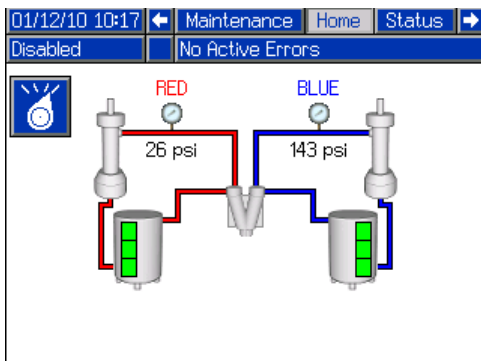 01/12/10 10:17 Maintenance Home Status
Disabled No Active Errors
RED BLUE
26 psi 143 psi